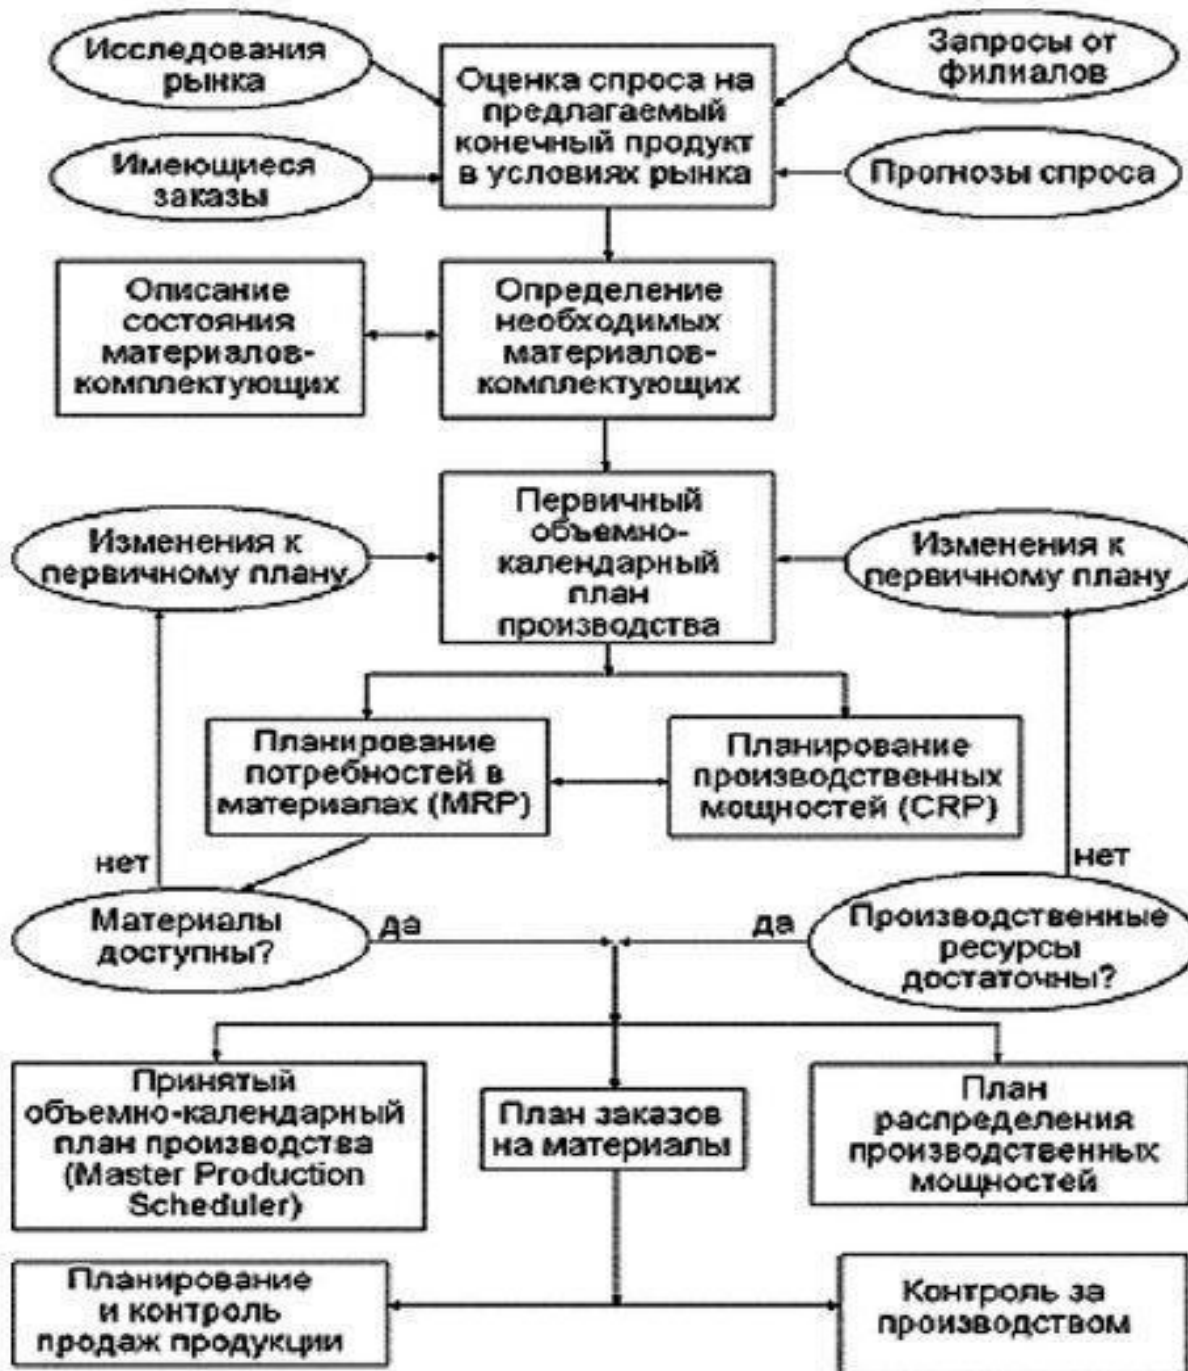 Исследования
рынка
Запросы от
филиалов
Оценка спроса на
предлагаемый
конечный продукт
в условиях рынка
Имеющиеся
заказы
Прогнозы спроса
Описание
состояния
материалов-
комплектующих
Определение
необходимых
материалов-
комплектующих
Первичный
объемно-
календарный
план
производства
Изменения к
первичному плану
Изменения к
первичному плану
Планирование
потребностей в
материалах (MRP)
Планирование
производственных
мощностей (CRP)
нет
нет
Материалы
доступны?
да
да
Производственные
ресурсы
достаточны?
Принятый
объемно-календарный
план производства
(Master Production
Scheduler)
План заказов
на материалы
План
распределения
производственных
мощностей
Планирование
и контроль
продаж продукции
Контроль за
производством